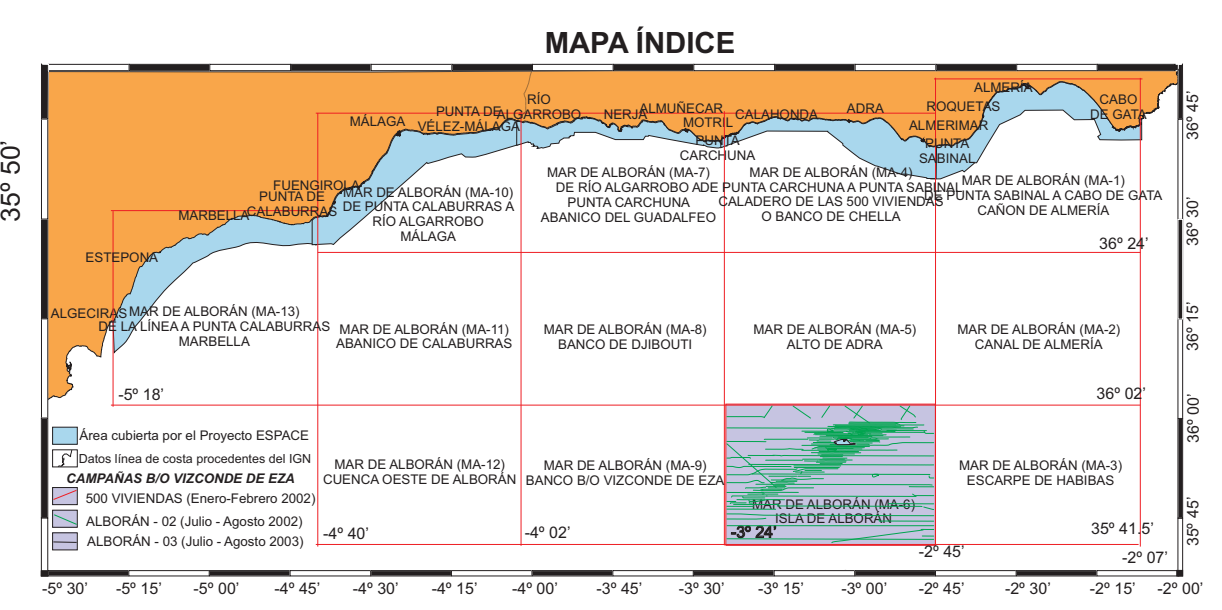 MAPA ÍNDICE
35º 50'
ALMERÍA
CABO
DE GATA
ROQUETAS
ALMERIMAR
PUNTA
SABINAL
ADRA
CALAHONDA
ALMUÑECAR
MOTRIL
PUNTA
CARCHUNA
NERJA
RÍO
ALGARROBO
PUNTA DE
VÉLEZ-MÁLAGA
MÁLAGA
FUENGIROLA
PUNTA DE
CALABURRAS
MARBELLA
ESTEPONA
ALGECIRAS
MAR DE ALBORÁN (MA-10)
DE PUNTA CALABURRAS A
RÍO ALGARROBO
MÁLAGA
MAR DE ALBORÁN (MA-7)
DE RÍO ALGARROBO A
PUNTA CARCHUNA
ABANICO DEL GUADALFEO
MAR DE ALBORÁN (MA-4)
DE PUNTA CARCHUNA A PUNTA SABINAL
CALADERO DE LAS 500 VIVIENDAS
O BANCO DE CHELLA
MAR DE ALBORÁN (MA-1)
DE PUNTA SABINAL A CABO DE GATA
CAÑON DE ALMERÍA
36º 24'
MAR DE ALBORÁN (MA-13)
DE LA LÍNEA A PUNTA CALABURRAS
MARBELLA
MAR DE ALBORÁN (MA-11)
ABANICO DE CALABURRAS
MAR DE ALBORÁN (MA-8)
BANCO DE DJIBOUTI
MAR DE ALBORÁN (MA-5)
ALTO DE ADRA
MAR DE ALBORÁN (MA-2)
CANAL DE ALMERÍA
-5º 18'
36º 02'
MAR DE ALBORÁN (MA-12)
CUENCA OESTE DE ALBORÁN
MAR DE ALBORÁN (MA-9)
BANCO B/O VIZCONDE DE EZA
MAR DE ALBORÁN (MA-6)
ISLA DE ALBORÁN
MAR DE ALBORÁN (MA-3)
ESCARPE DE HABIBAS
-4º 40'
-4º 02'
-3º 24'
-2º 45'
35º 41.5'
-2º 07'
Área cubierta por el Proyecto ESPACE
Datos línea de costa procedentes del IGN
CAMPAÑAS B/O VIZCONDE DE EZA
500 VIVIENDAS (Enero-Febrero 2002)
ALBORÁN - 02 (Julio - Agosto 2002)
ALBORÁN - 03 (Julio - Agosto 2003)
36º 45'
36º 30'
36º 15'
36º 00'
35º 45'
-5º 30'
-5º 15'
-5º 00'
-4º 45'
-4º 30'
-4º 15'
-4º 00'
-3º 45'
-3º 30'
-3º 15'
-3º 00'
-2º 45'
-2º 30'
-2º 15'
-2º 00'